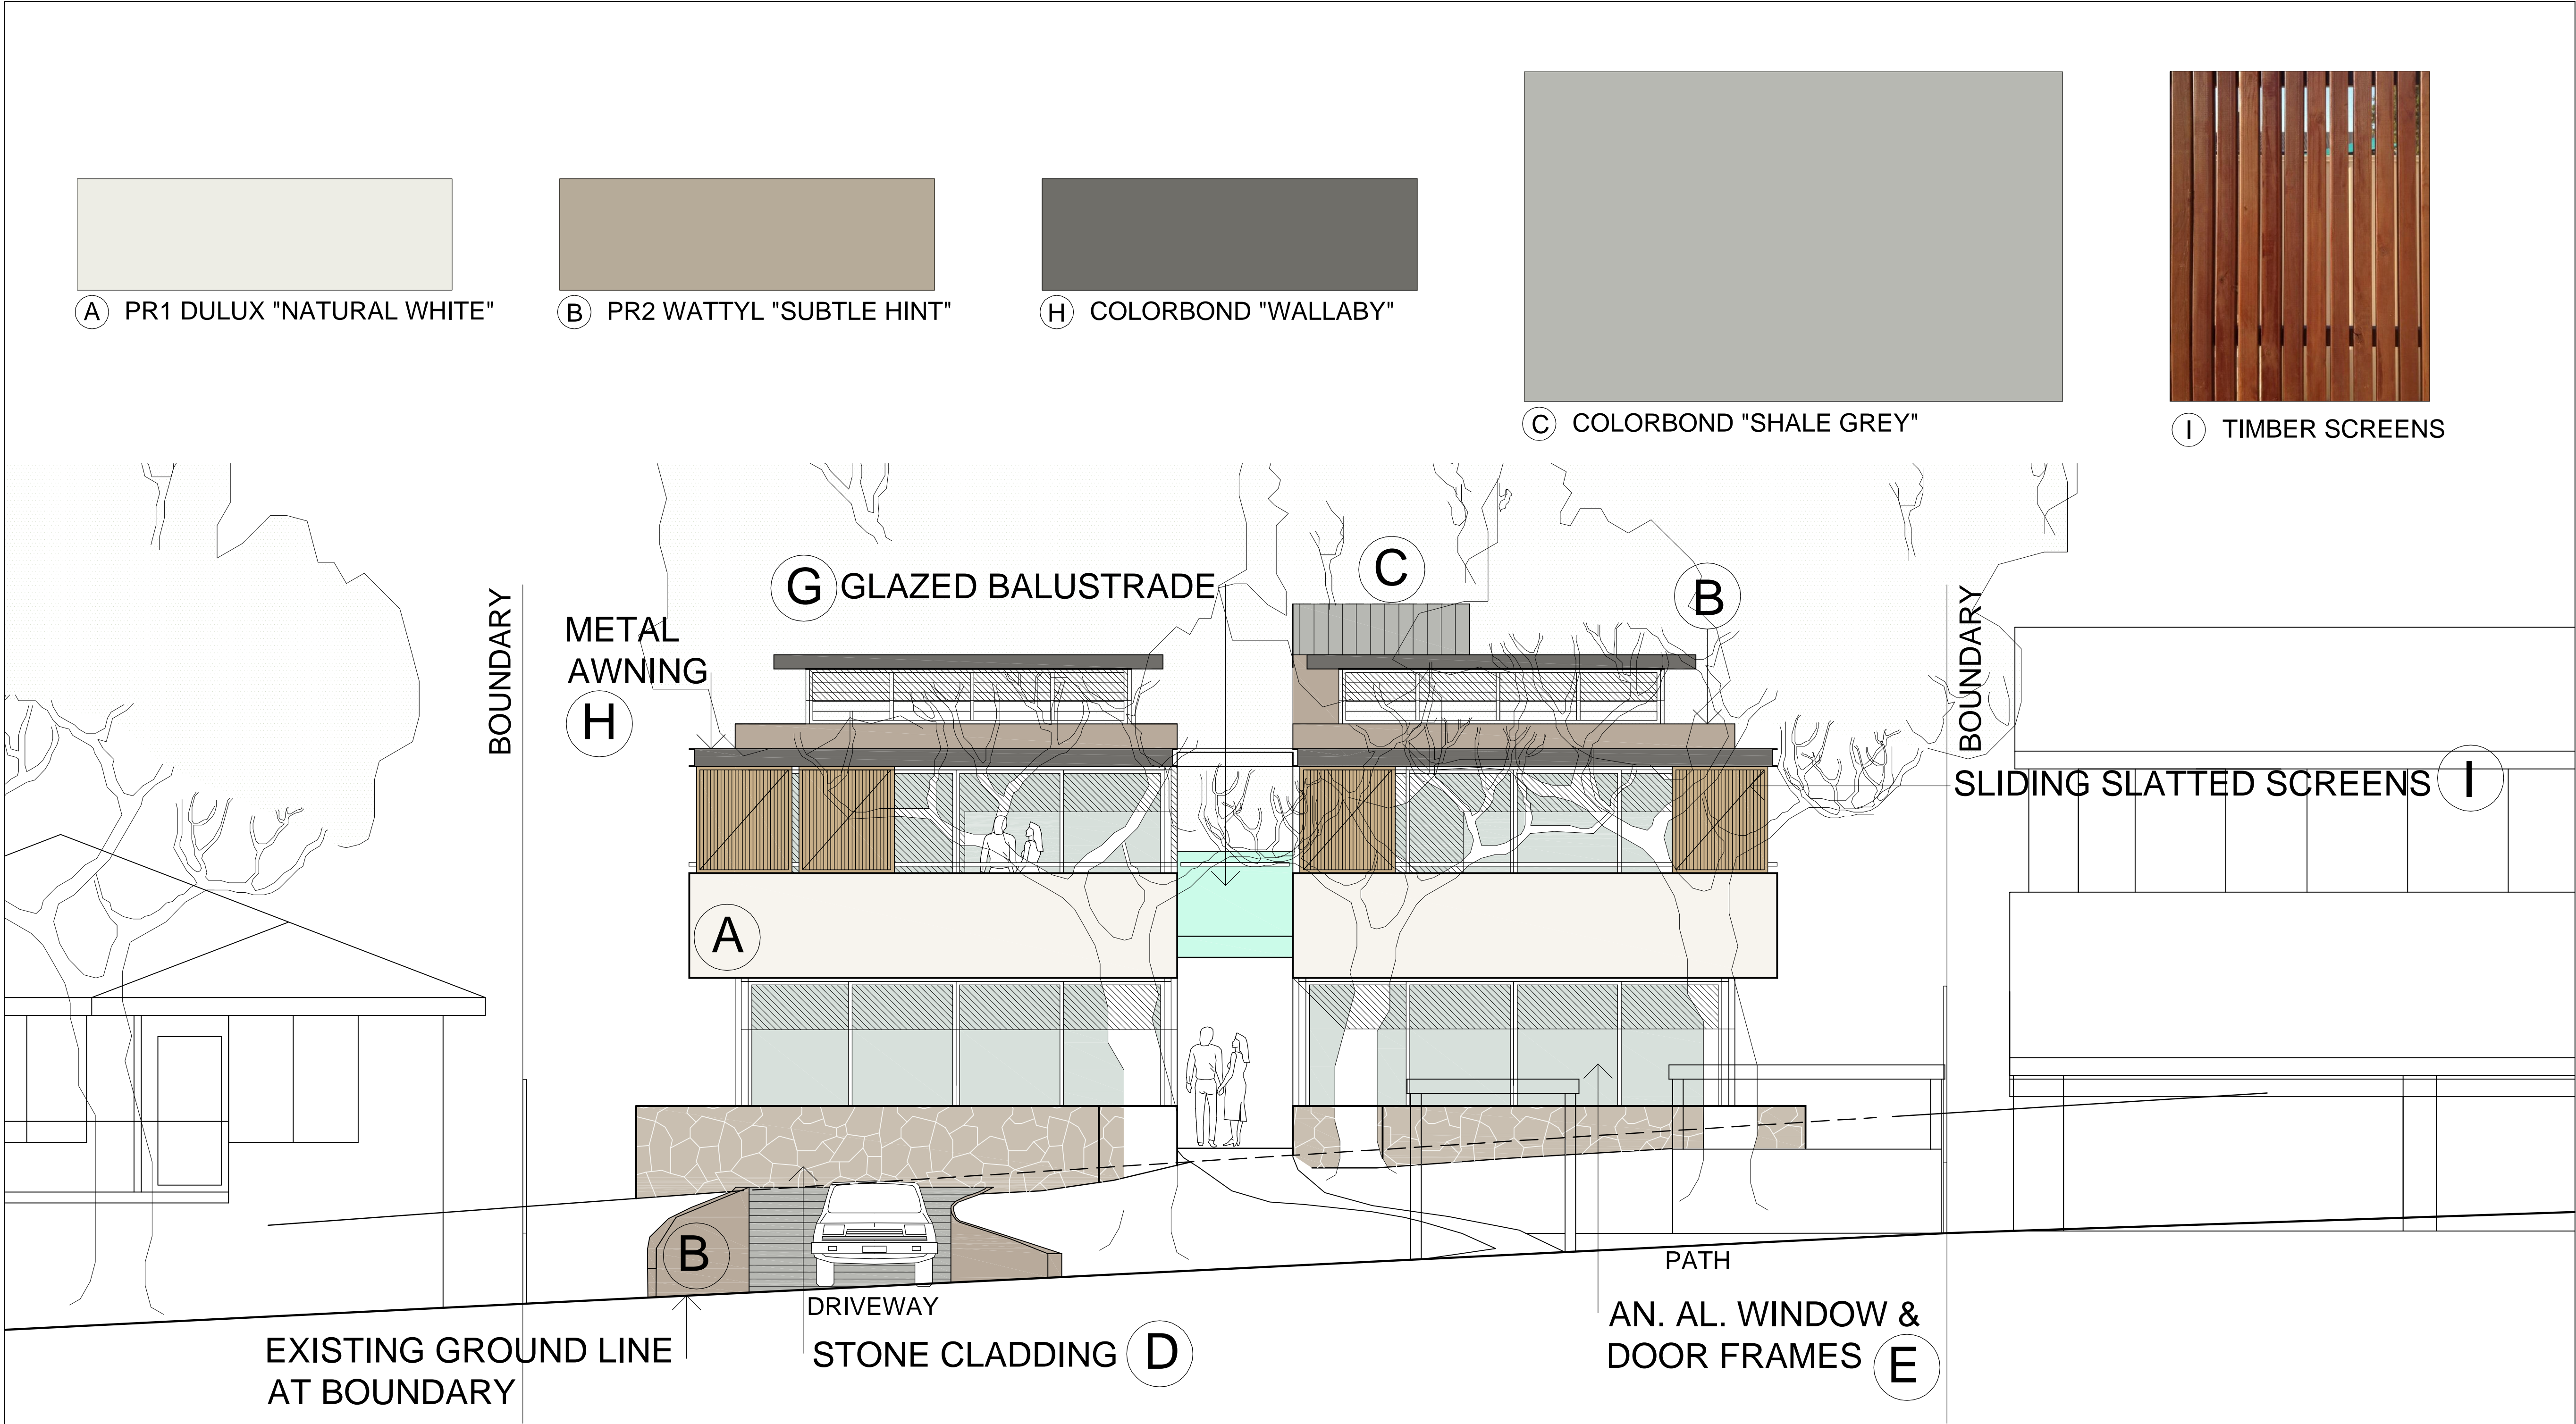 A PR1 DULUX "NATURAL WHITE"
B PR2 WATTYL "SUBTLE HINT"
H COLORBOND "WALLABY"
C COLORBOND "SHALE GREY"
I TIMBER SCREENS
G GLAZED BALUSTRADE
C
B
BOUNDARY
METAL
AWNING
H
BOUNDARY
SLIDING SLATTED SCREENS I
A
B
PATH
DRIVEWAY
EXISTING GROUND LINE
AT BOUNDARY
STONE CLADDING D
AN. AL. WINDOW &
DOOR FRAMES E